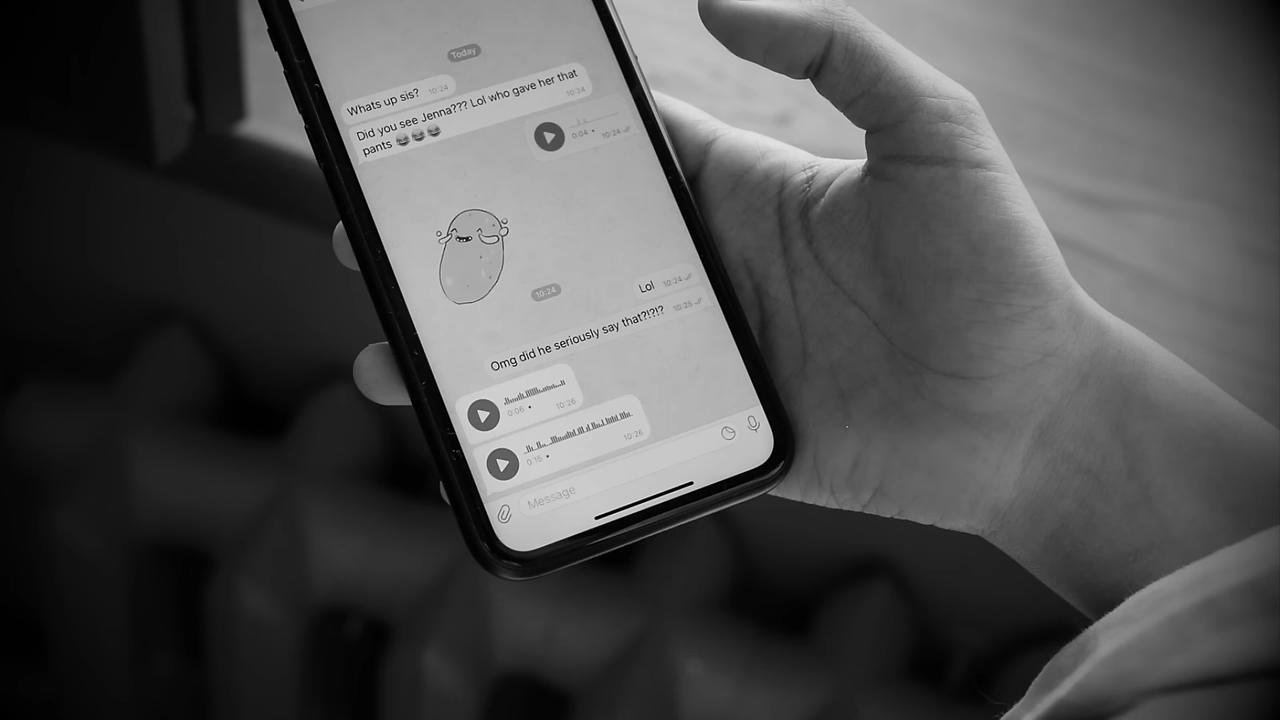 Today
Whats up sis? 10:24
Did you see Jenna??? Lol who gave her that
pants 😂😂😂 10:24
0:04 • 10:24
10:24
Lol 10:24
Omg did he seriously say that?!?!? 10:25
0:06 • 10:26
0:15 • 10:26
Message